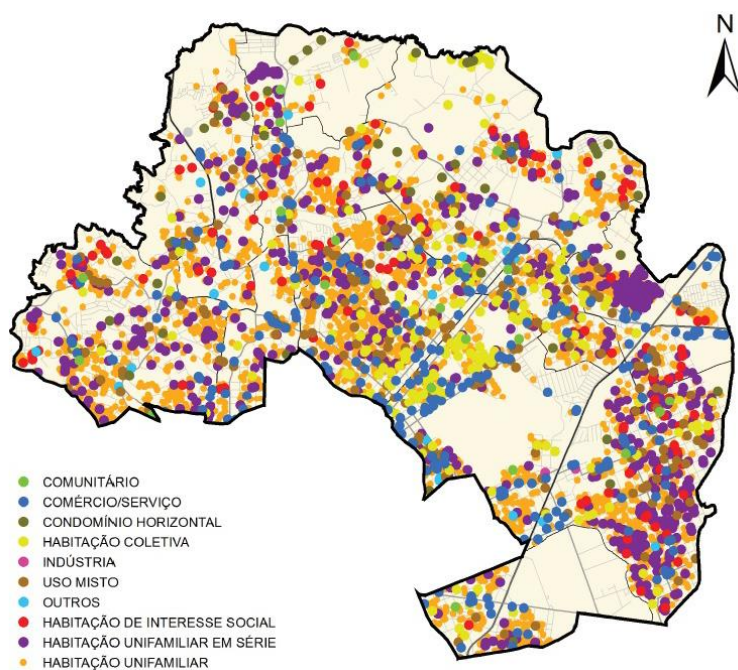 N
COMUNITÁRIO
COMÉRCIO/SERVIÇO
CONDOMÍNIO HORIZONTAL
HABITAÇÃO COLETIVA
INDÚSTRIA
USO MISTO
OUTROS
HABITAÇÃO DE INTERESSE SOCIAL
HABITAÇÃO UNIFAMILIAR EM SÉRIE
HABITAÇÃO UNIFAMILIAR